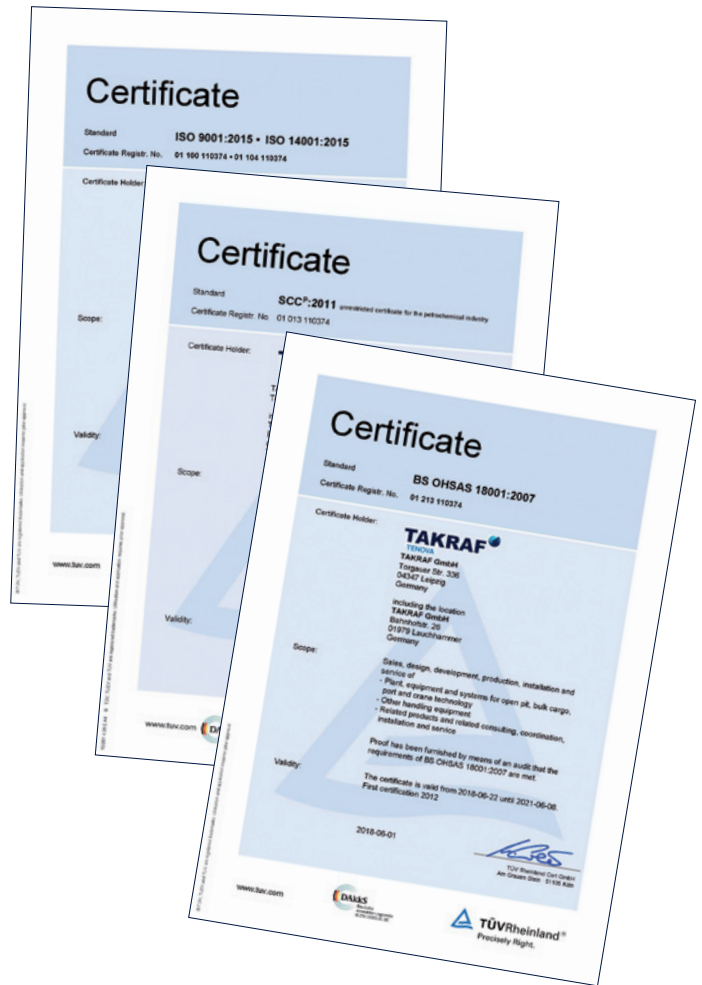 Certificate
Standard ISO 9001:2015 • ISO 14001:2015
Certificate Registr. No. 01 100 110374 • 01 104 110374
Certificate Holder
Scope:
Validity:
www.tuv.com
Certificate
Standard SCCP:2011 unrestricted certificate for the petrochemical industry
Certificate Registr. No. 01 013 110374
Certificate Holder:
Scope:
Validity:
www.tuv.com
Certificate
Standard BS OHSAS 18001:2007
Certificate Registr. No. 01 213 110374
Certificate Holder:
TAKRAF
TENOVA
TAKRAF GmbH
Torgauer Str. 336
04347 Leipzig
Germany
including the location
TAKRAF GmbH
Bahnhofstr. 26
01979 Lauchhammer
Germany
Scope:
Sales, design, development, production, installation and
service of
- Plant, equipment and systems for open pit, bulk cargo,
port and crane technology
- Other handling equipment
- Related products and related consulting, coordination,
installation and service
Proof has been furnished by means of an audit that the
requirements of BS OHSAS 18001:2007 are met.
Validity:
The certificate is valid from 2018-06-22 until 2021-06-08.
First certification 2012
2018-06-01
TÜV Rheinland Cert GmbH
Am Grauen Stein · 51105 Köln
www.tuv.com
DAkkS
TÜVRheinland®
Precisely Right.